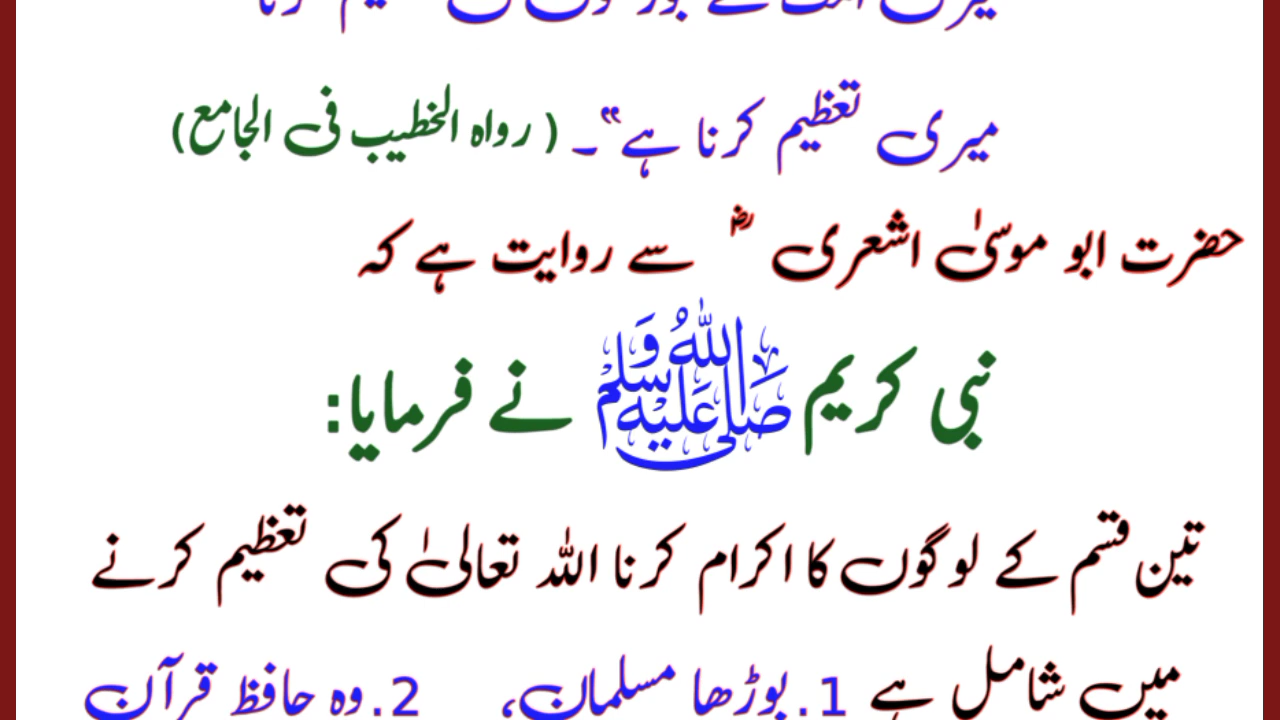 میری تعظیم کرنا ہے“۔ ( رواہ الخطیب فی الجامع)
حضرت ابو موسیٰ اشعری ؓ سے روایت ہے کہ
نبی کریم ﷺ نے فرمایا:
تین قسم کے لوگوں کا اکرام کرنا اللہ تعالیٰ کی تعظیم کرنے
میں شامل ہے 1.بوڑھا مسلمان، 2.وہ حافظ قرآن